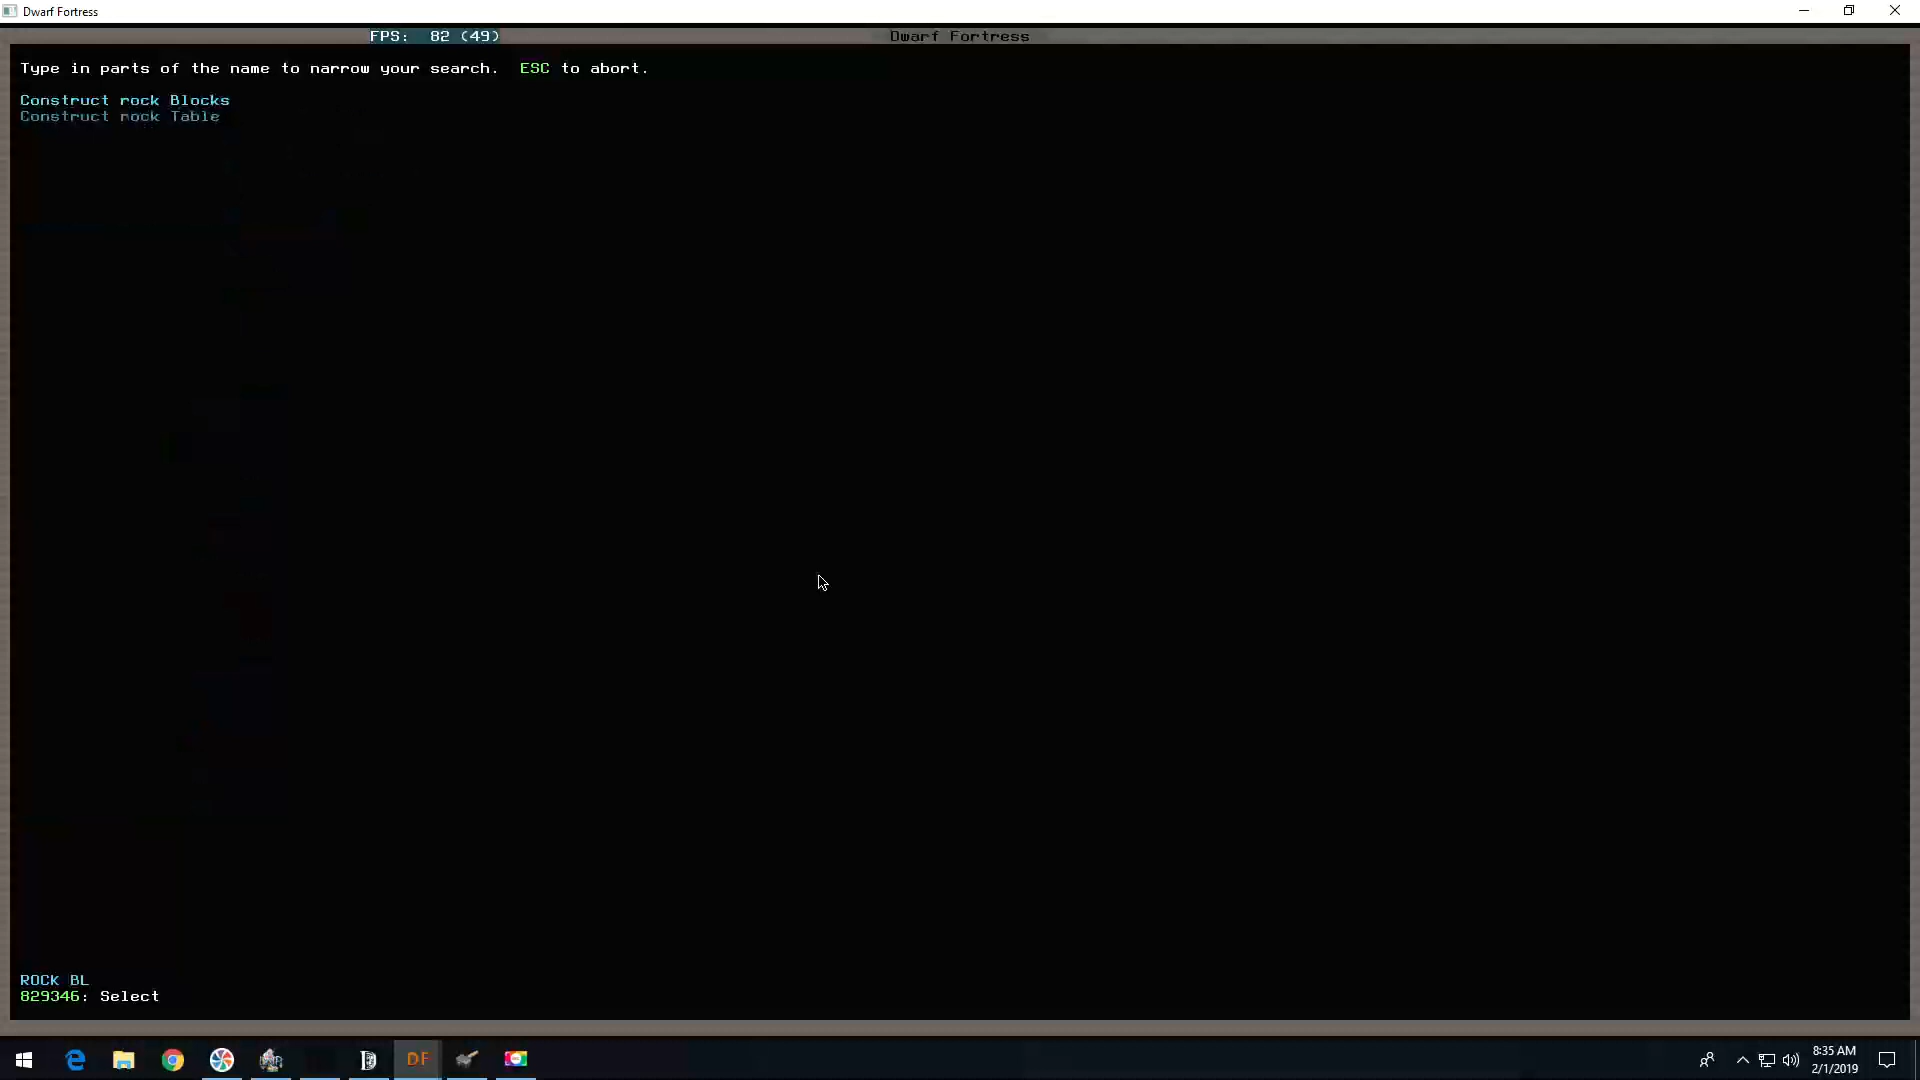 Dwarf Fortress
FPS: 82 (49)
Dwarf Fortress
Type in parts of the name to narrow your search. ESC to abort.
Construct rock Blocks
Construct rock Table
ROCK BL
829346: Select
DF
8:35 AM
2/1/2019